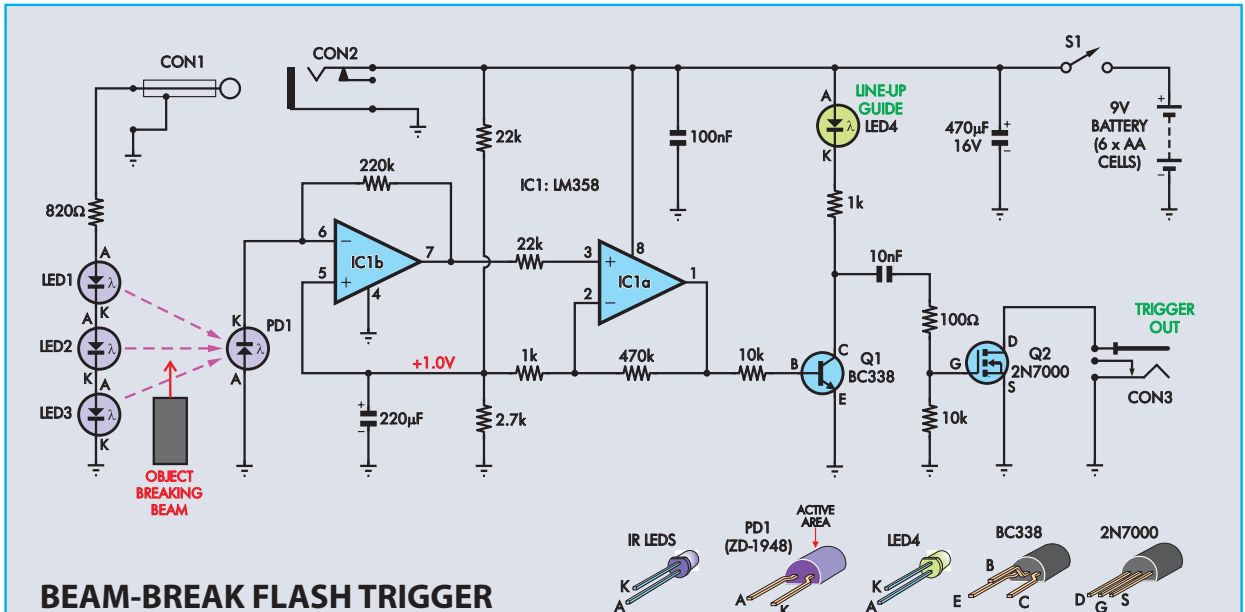 CON1
CON2
S1
A
LINE-UP
GUIDE
LED4
K
22k
100nF
470µF
16V
+
−
+
9V
BATTERY
(6 x AA
CELLS)
−
220k
IC1: LM358
820Ω
1k
6
−
7
22k
3
+
8
10nF
5
+
IC1b
4
IC1a
1
2
−
A
LED1
λ
K
A
LED2
λ
K
A
LED3
λ
K
K
PD1
λ
A
λ
100Ω
TRIGGER
OUT
+1.0V
1k
470k
10k
B
C
Q1
BC338
E
G
D
Q2
2N7000
S
CON3
+
220µF
−
2.7k
10k
OBJECT
BREAKING
BEAM
IR LEDS
K
A
PD1
(ZD-1948)
ACTIVE
AREA
A
K
LED4
K
A
BC338
B
E
C
2N7000
D
G
S
BEAM-BREAK FLASH TRIGGER